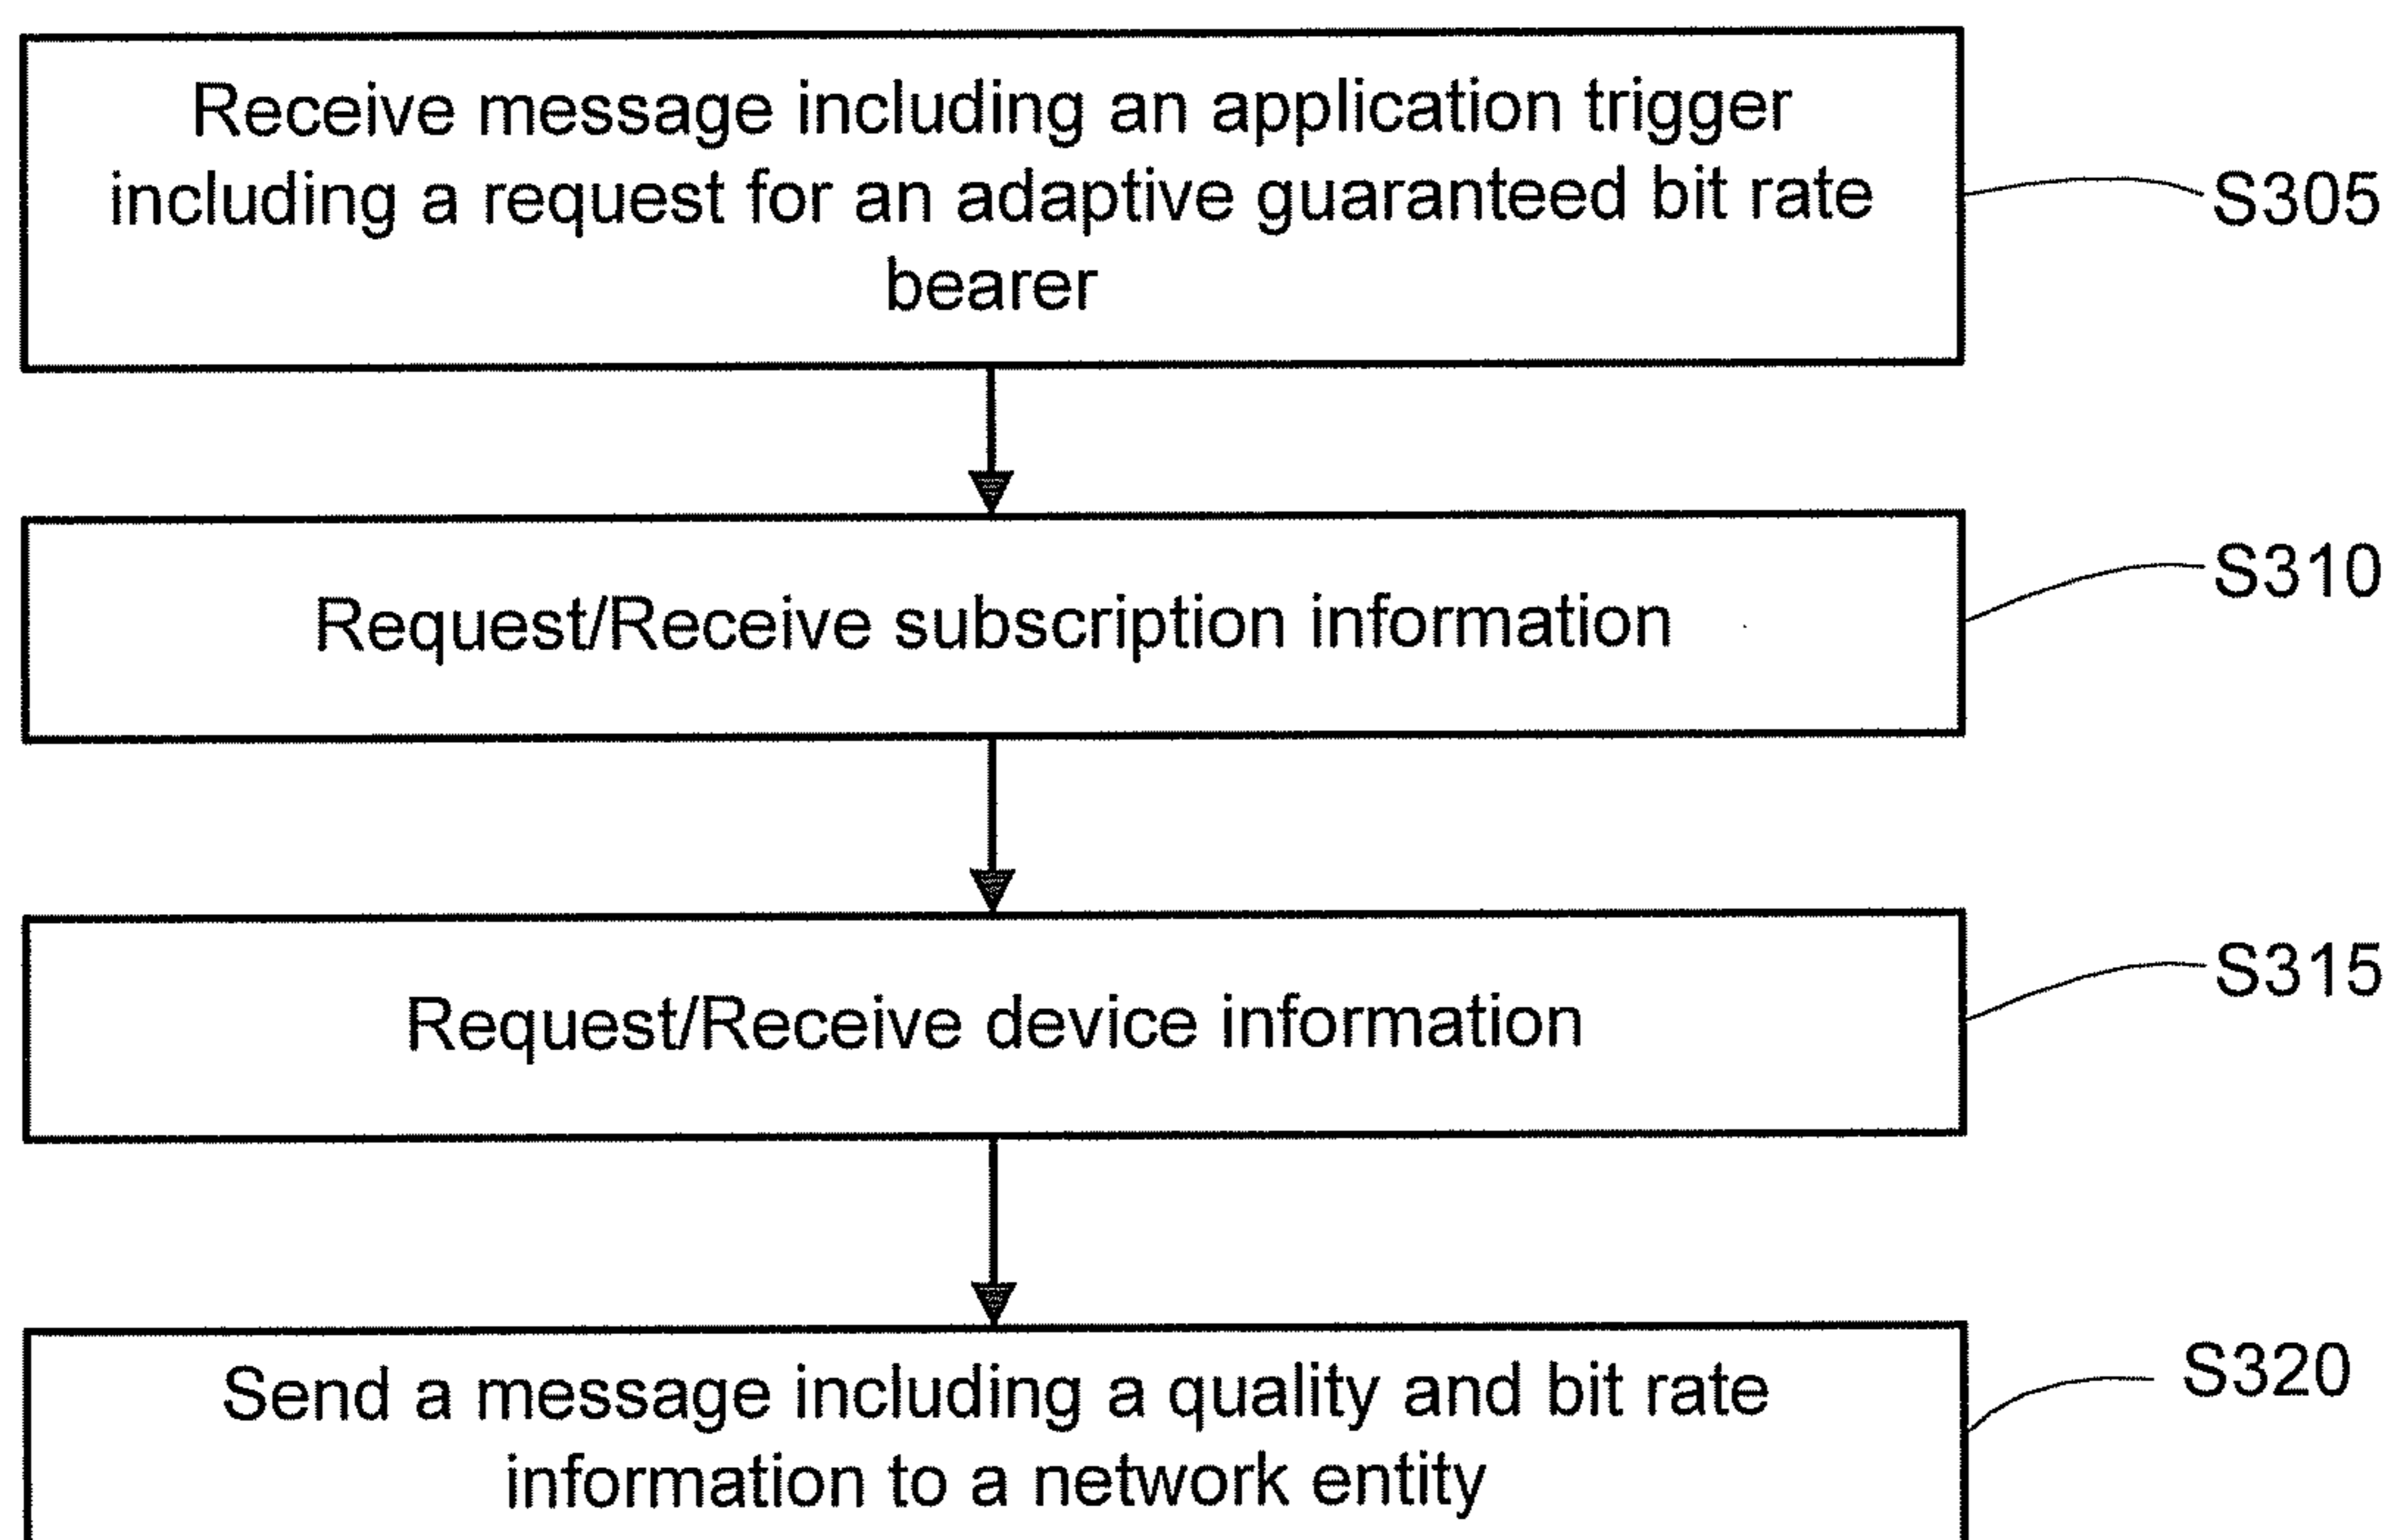 Receive message including an application trigger
including a request for an adaptive guaranteed bit rate
bearer
S305
Request/Receive subscription information
S310
Request/Receive device information
S315
Send a message including a quality and bit rate
information to a network entity
S320